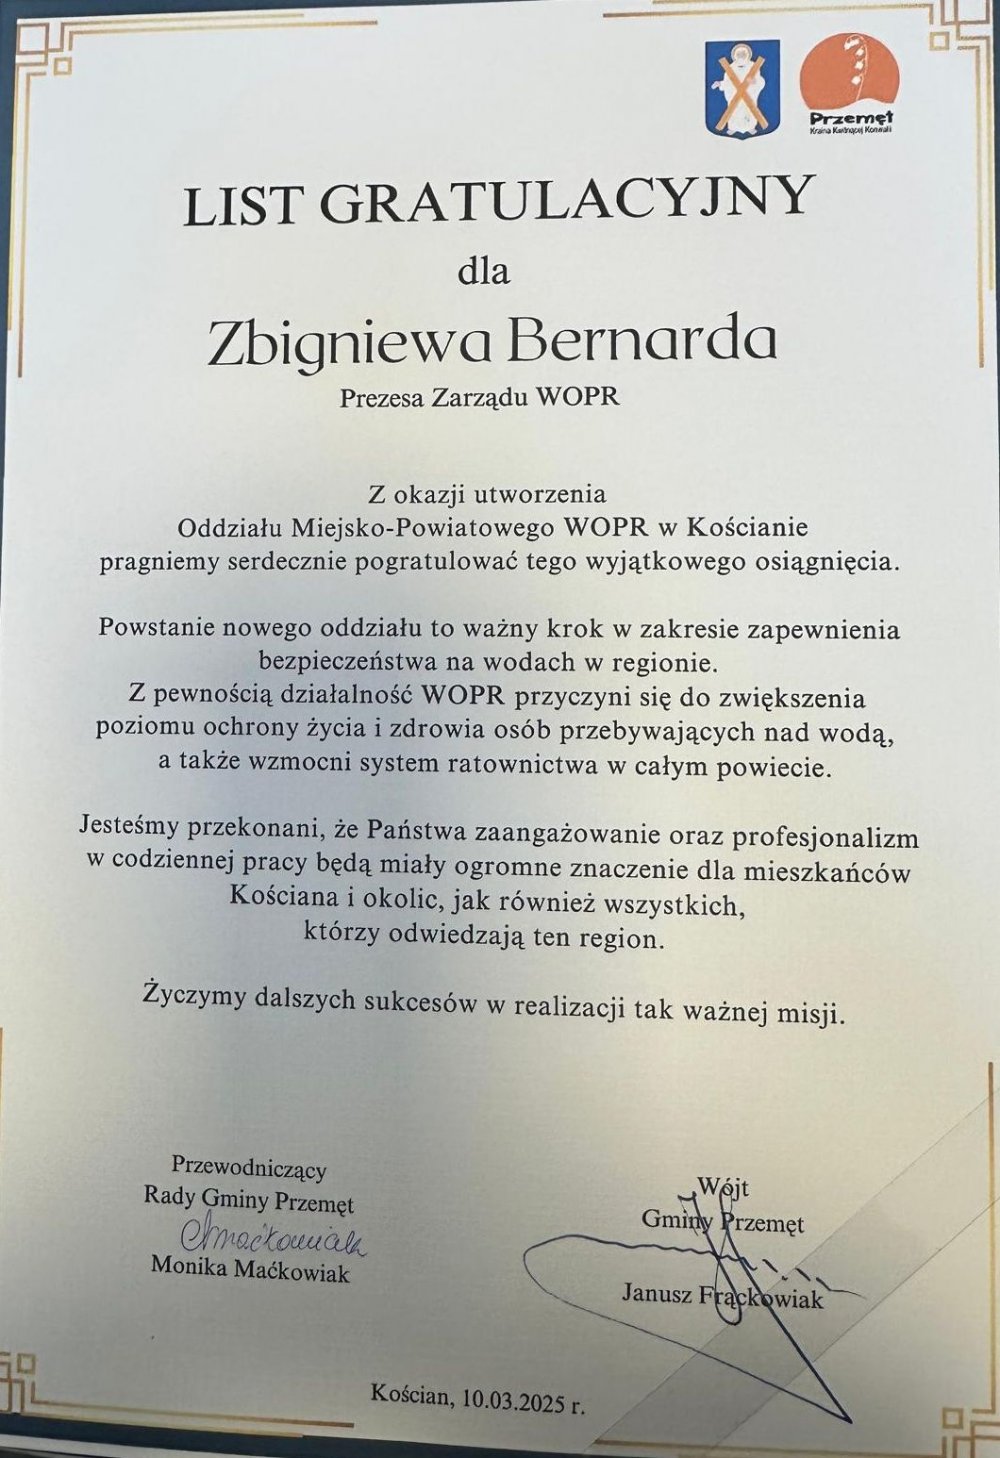 Przemęt
Kraina Kwitnącej Konwalii
LIST GRATULACYJNY
dla
Zbigniewa Bernarda
Prezesa Zarządu WOPR
Z okazji utworzenia
Oddziału Miejsko-Powiatowego WOPR w Kościanie
pragniemy serdecznie pogratulować tego wyjątkowego osiągnięcia.
Powstanie nowego oddziału to ważny krok w zakresie zapewnienia
bezpieczeństwa na wodach w regionie.
Z pewnością działalność WOPR przyczyni się do zwiększenia
poziomu ochrony życia i zdrowia osób przebywających nad wodą,
a także wzmocni system ratownictwa w całym powiecie.
Jesteśmy przekonani, że Państwa zaangażowanie oraz profesjonalizm
w codziennej pracy będą miały ogromne znaczenie dla mieszkańców
Kościana i okolic, jak również wszystkich,
którzy odwiedzają ten region.
Życzymy dalszych sukcesów w realizacji tak ważnej misji.
Przewodniczący
Rady Gminy Przemęt
Monika Maćkowiak
Wójt
Gminy Przemęt
Janusz Frąckowiak
Kościan, 10.03.2025 r.